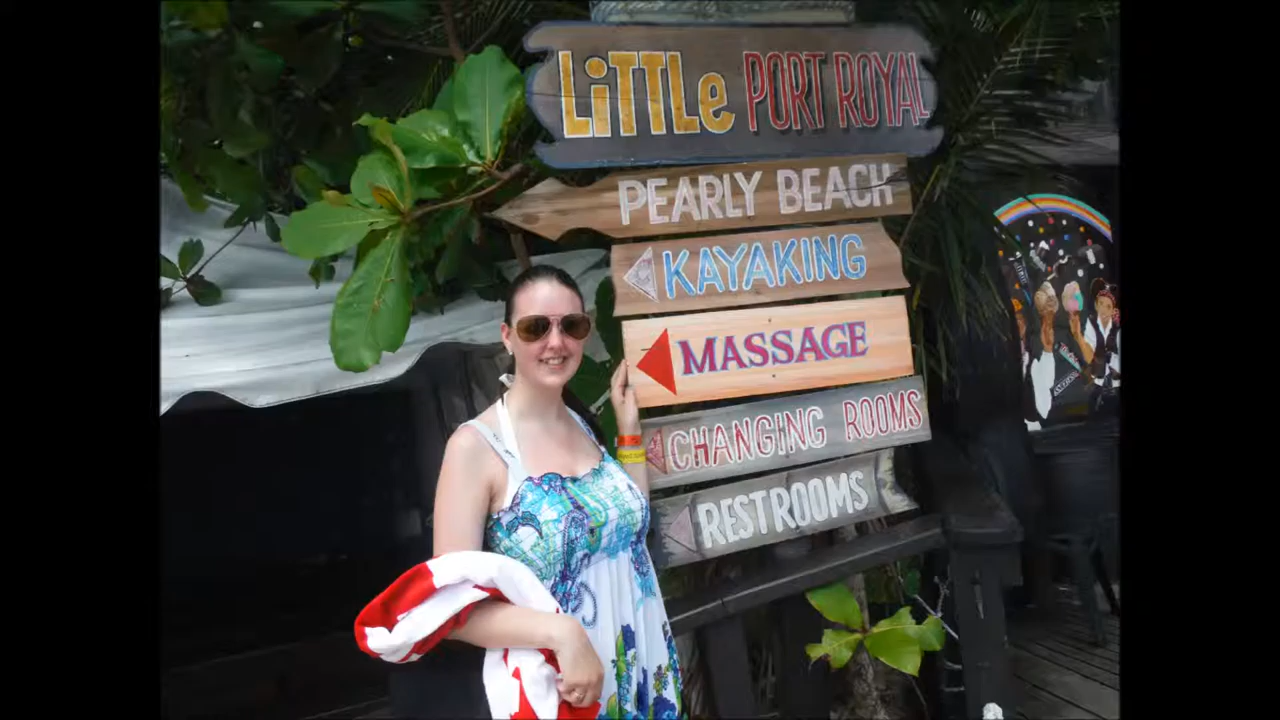 LiTTLe PORT ROYAL
PEARLY BEACH
KAYAKING
MASSAGE
CHANGING ROOMS
RESTROOMS